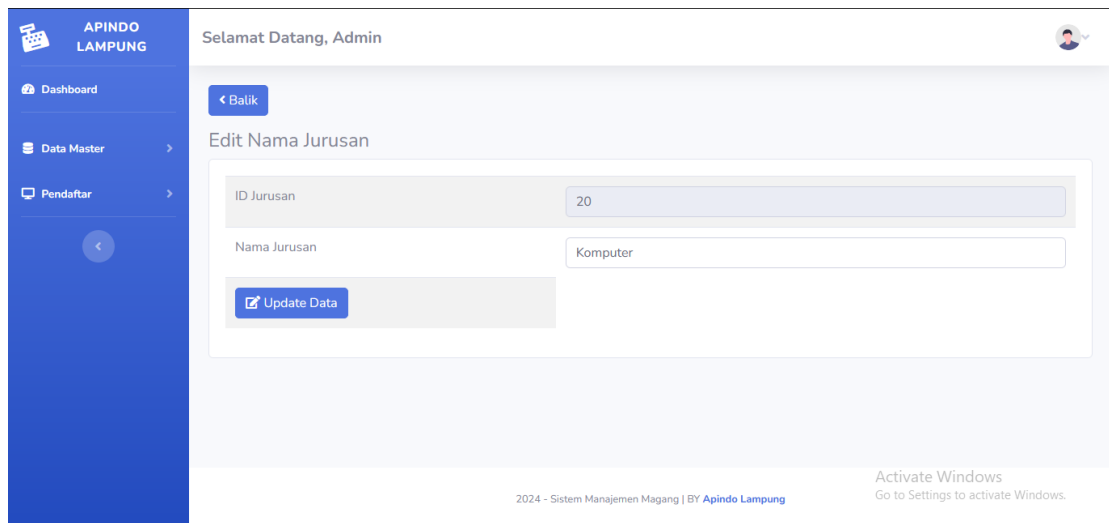 APINDO
LAMPUNG
Selamat Datang, Admin
Dashboard
Data Master
Pendaftar
Balik
Edit Nama Jurusan
ID Jurusan
20
Nama Jurusan
Komputer
Update Data
Activate Windows
Go to Settings to activate Windows.
2024 - Sistem Manajemen Magang | BY Apindo Lampung